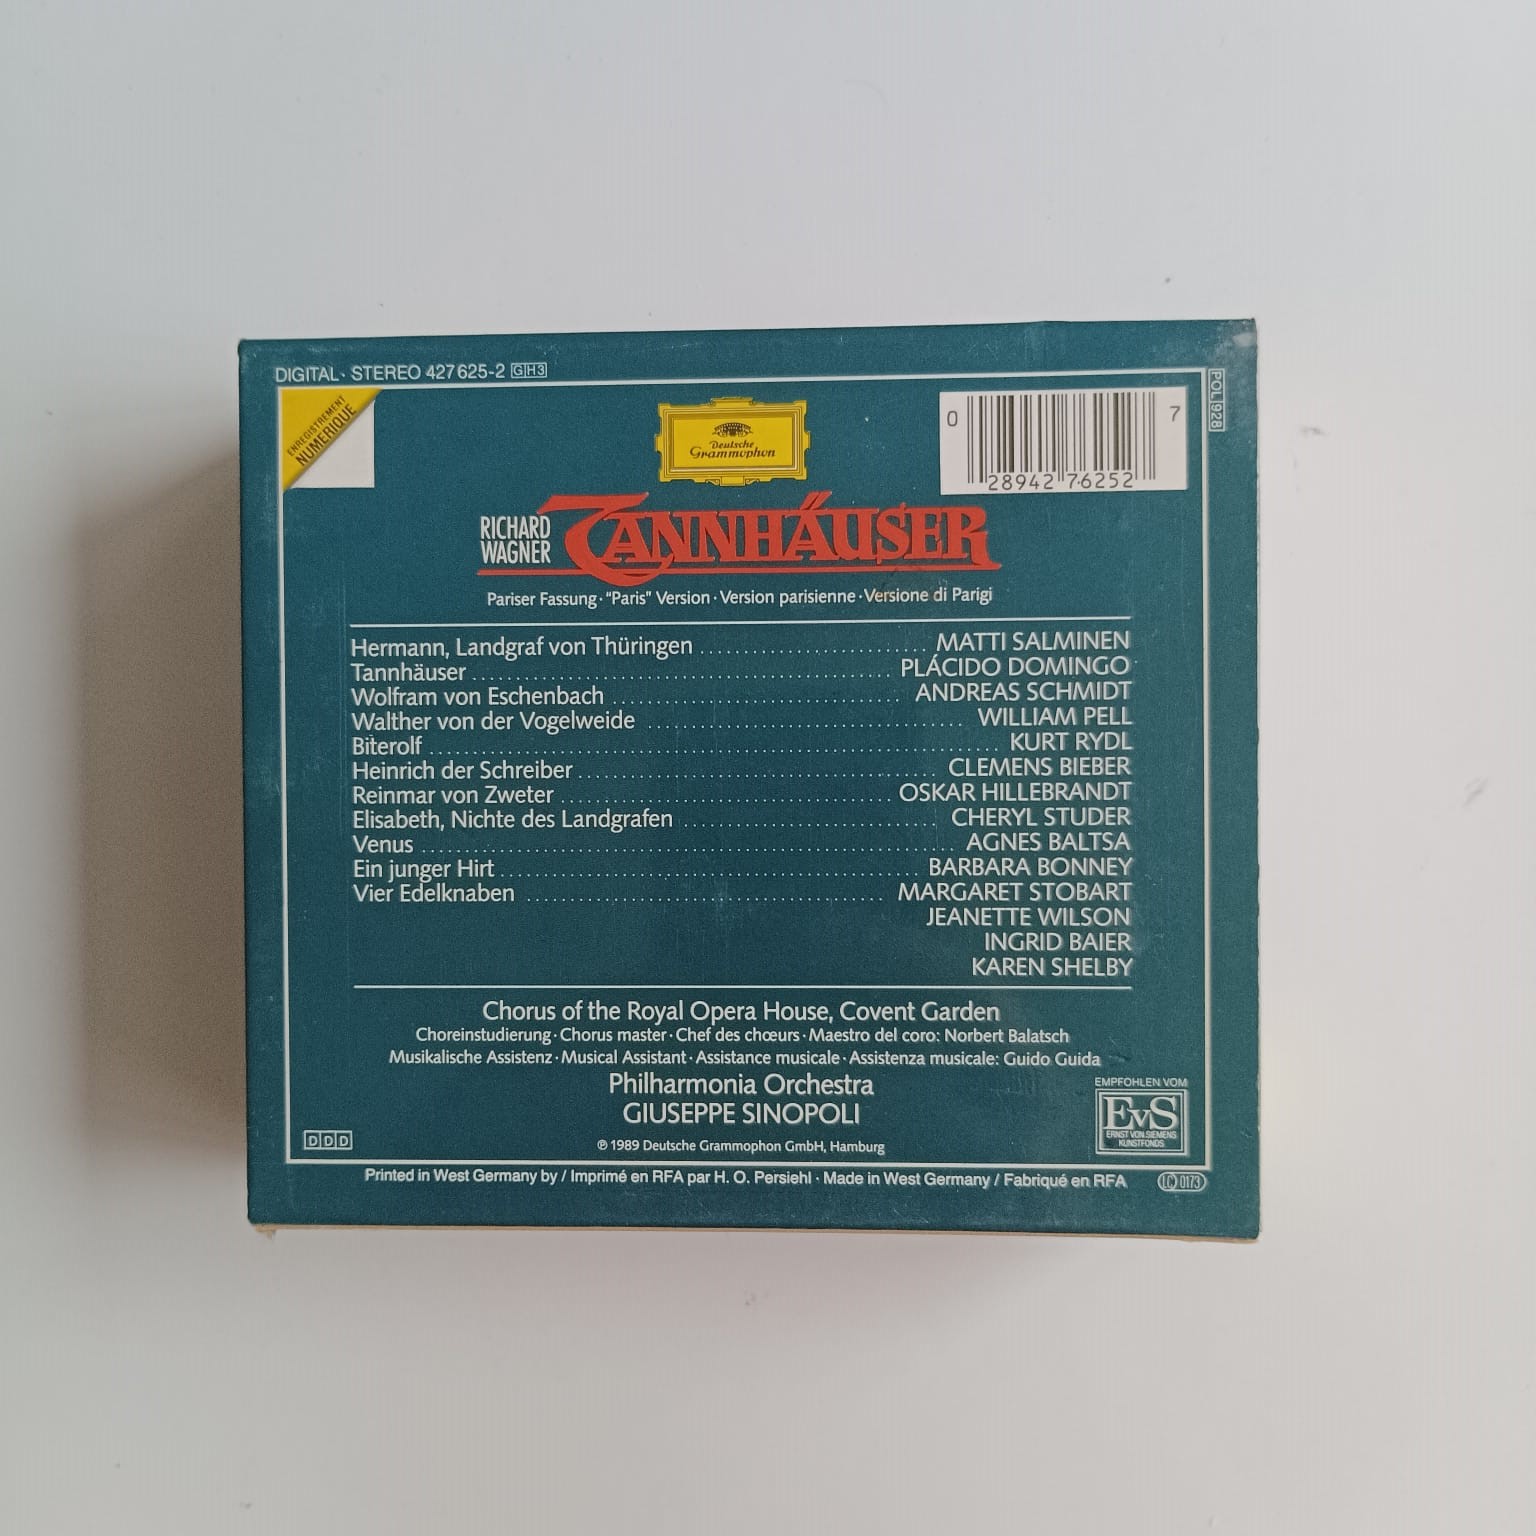 DIGITAL · STEREO 427 625-2 GH3
POL 928
ENREGISTREMENT
NUMERIQUE
Deutsche
Grammophon
0 28942 76252 7
RICHARD
WAGNER
TANNHÄUSER
Pariser Fassung · “Paris” Version · Version parisienne · Versione di Parigi
Hermann, Landgraf von Thüringen ........................ MATTI SALMINEN
Tannhäuser ........................ PLÁCIDO DOMINGO
Wolfram von Eschenbach ........................ ANDREAS SCHMIDT
Walther von der Vogelweide ........................ WILLIAM PELL
Biterolf ........................ KURT RYDL
Heinrich der Schreiber ........................ CLEMENS BIEBER
Reinmar von Zweter ........................ OSKAR HILLEBRANDT
Elisabeth, Nichte des Landgrafen ........................ CHERYL STUDER
Venus ........................ AGNES BALTSA
Ein junger Hirt ........................ BARBARA BONNEY
Vier Edelknaben ........................ MARGARET STOBART
JEANETTE WILSON
INGRID BAIER
KAREN SHELBY
Chorus of the Royal Opera House, Covent Garden
Choreinstudierung · Chorus master · Chef des chœurs · Maestro del coro: Norbert Balatsch
Musikalische Assistenz · Musical Assistant · Assistance musicale · Assistenza musicale: Guido Guida
Philharmonia Orchestra
GIUSEPPE SINOPOLI
EMPFOHLEN VOM
EvS
ERNST VON SIEMENS
KUNSTFONDS
DDD
℗ 1989 Deutsche Grammophon GmbH, Hamburg
Printed in West Germany by / Imprimé en RFA par H. O. Persiehl · Made in West Germany / Fabriqué en RFA
LC 0173